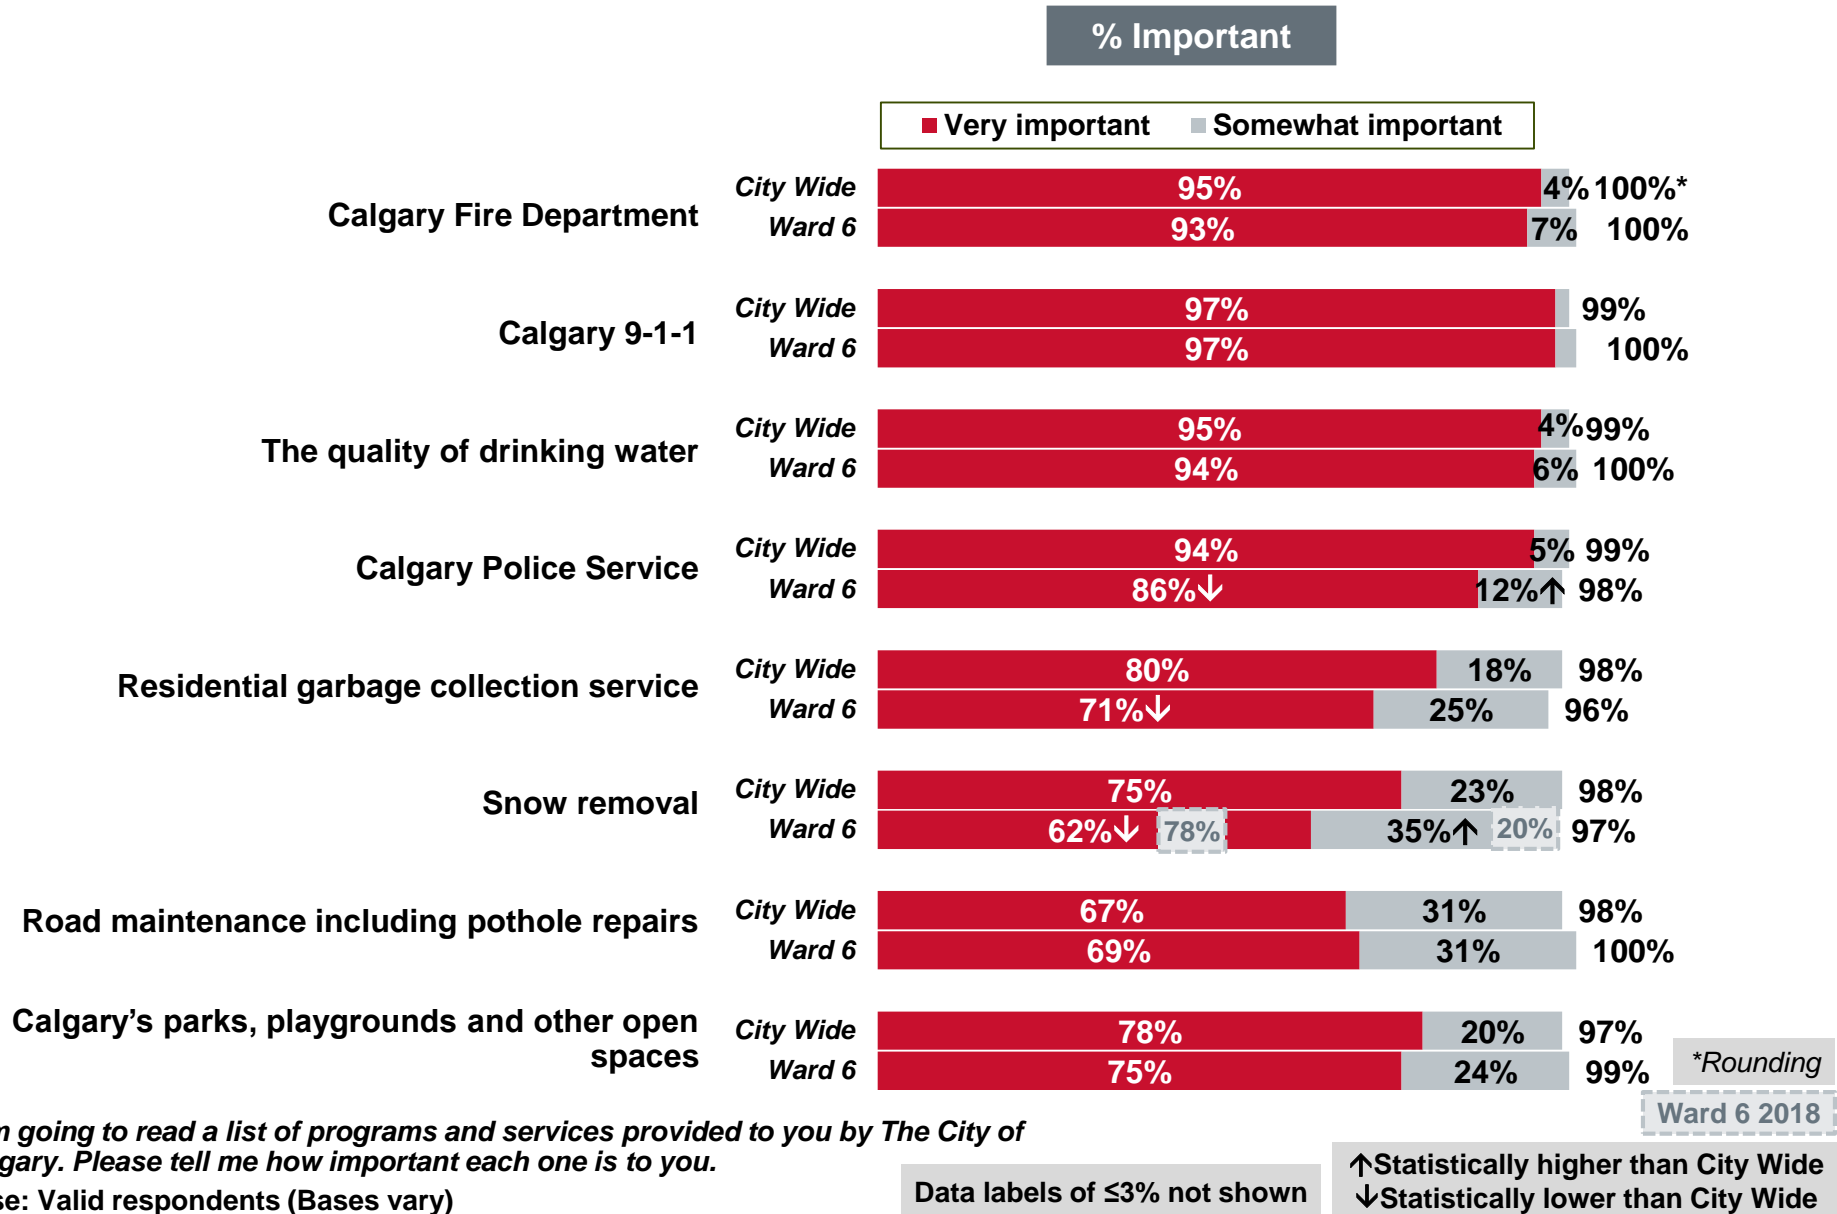 % Important
Very important Somewhat important
Calgary Fire Department
City Wide 95% 4% 100%*
Ward 6 93% 7% 100%
Calgary 9-1-1
City Wide 97% 99%
Ward 6 97% 100%
The quality of drinking water
City Wide 95% 4% 99%
Ward 6 94% 6% 100%
Calgary Police Service
City Wide 94% 5% 99%
Ward 6 86%↓ 12%↑ 98%
Residential garbage collection service
City Wide 80% 18% 98%
Ward 6 71%↓ 25% 96%
Snow removal
City Wide 75% 23% 98%
Ward 6 62%↓ 78% 35%↑ 20% 97%
Road maintenance including pothole repairs
City Wide 67% 31% 98%
Ward 6 69% 31% 100%
Calgary's parks, playgrounds and other open
spaces
City Wide 78% 20% 97%
Ward 6 75% 24% 99%
*Rounding
Ward 6 2018
going to read a list of programs and services provided to you by The City of
gary. Please tell me how important each one is to you.
se: Valid respondents (Bases vary)
Data labels of ≤3% not shown
↑Statistically higher than City Wide
↓Statistically lower than City Wide